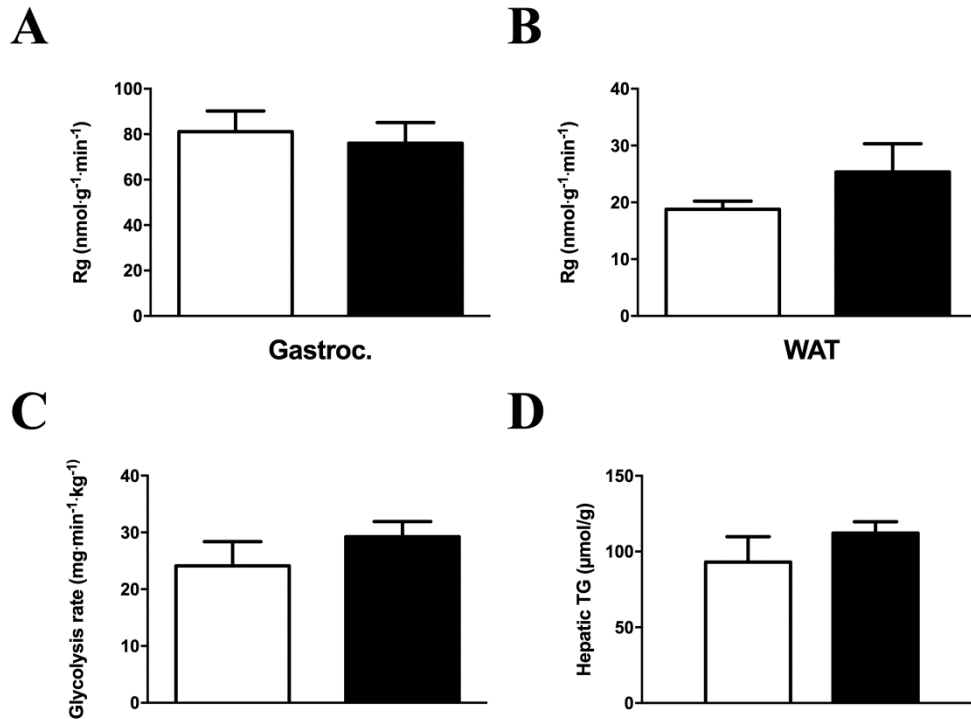 A
B
Rg (nmol·g⁻¹·min⁻¹)
100
80
60
40
20
0
Gastroc.
Rg (nmol·g⁻¹·min⁻¹)
40
30
20
10
0
WAT
C
D
Glycolysis rate (mg·min⁻¹·kg⁻¹)
40
30
20
10
0
Hepatic TG (µmol/g)
150
100
50
0